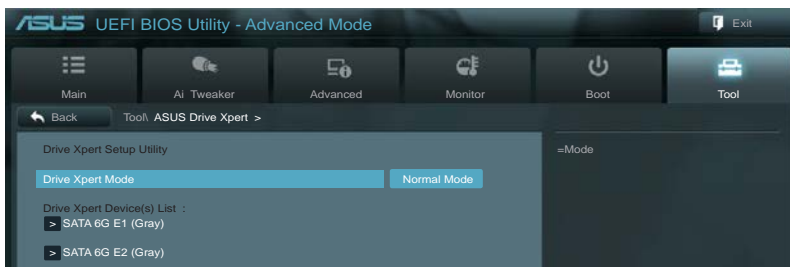 ASUS UEFI BIOS Utility - Advanced Mode
Exit
Main Ai Tweaker Advanced Monitor Boot Tool
Back Tool\ ASUS Drive Xpert >
Drive Xpert Setup Utility
=Mode
Drive Xpert Mode Normal Mode
Drive Xpert Device(s) List :
> SATA 6G E1 (Gray)
> SATA 6G E2 (Gray)